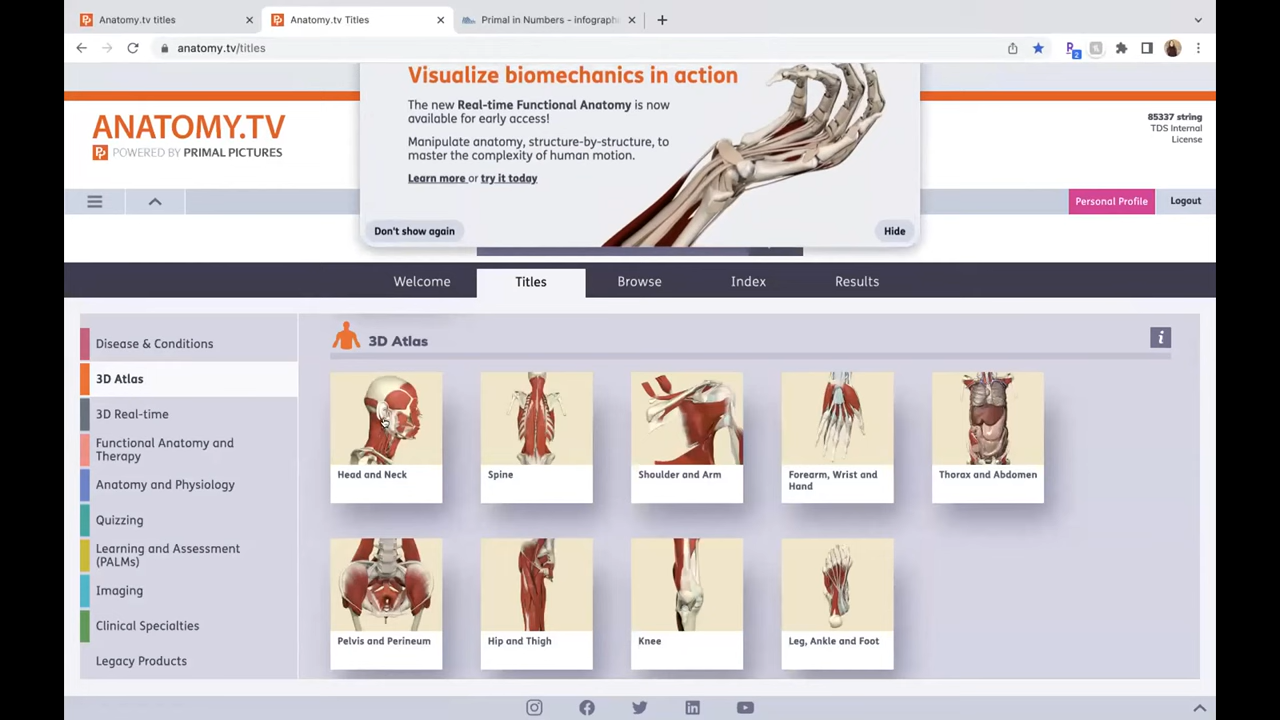 Anatomy.tv titles
Anatomy.tv Titles
Primal in Numbers - infograph
anatomy.tv/titles
2
Visualize biomechanics in action
The new Real-time Functional Anatomy is now
available for early access!
Manipulate anatomy, structure-by-structure, to
master the complexity of human motion.
Learn more or try it today
Don't show again
Hide
ANATOMY.TV
POWERED BY PRIMAL PICTURES
85337 string
TDS Internal
License
Personal Profile
Logout
Welcome
Titles
Browse
Index
Results
Disease & Conditions
3D Atlas
3D Real-time
Functional Anatomy and
Therapy
Anatomy and Physiology
Quizzing
Learning and Assessment
(PALMs)
Imaging
Clinical Specialties
Legacy Products
3D Atlas
i
Head and Neck
Spine
Shoulder and Arm
Forearm, Wrist and
Hand
Thorax and Abdomen
Pelvis and Perineum
Hip and Thigh
Knee
Leg, Ankle and Foot